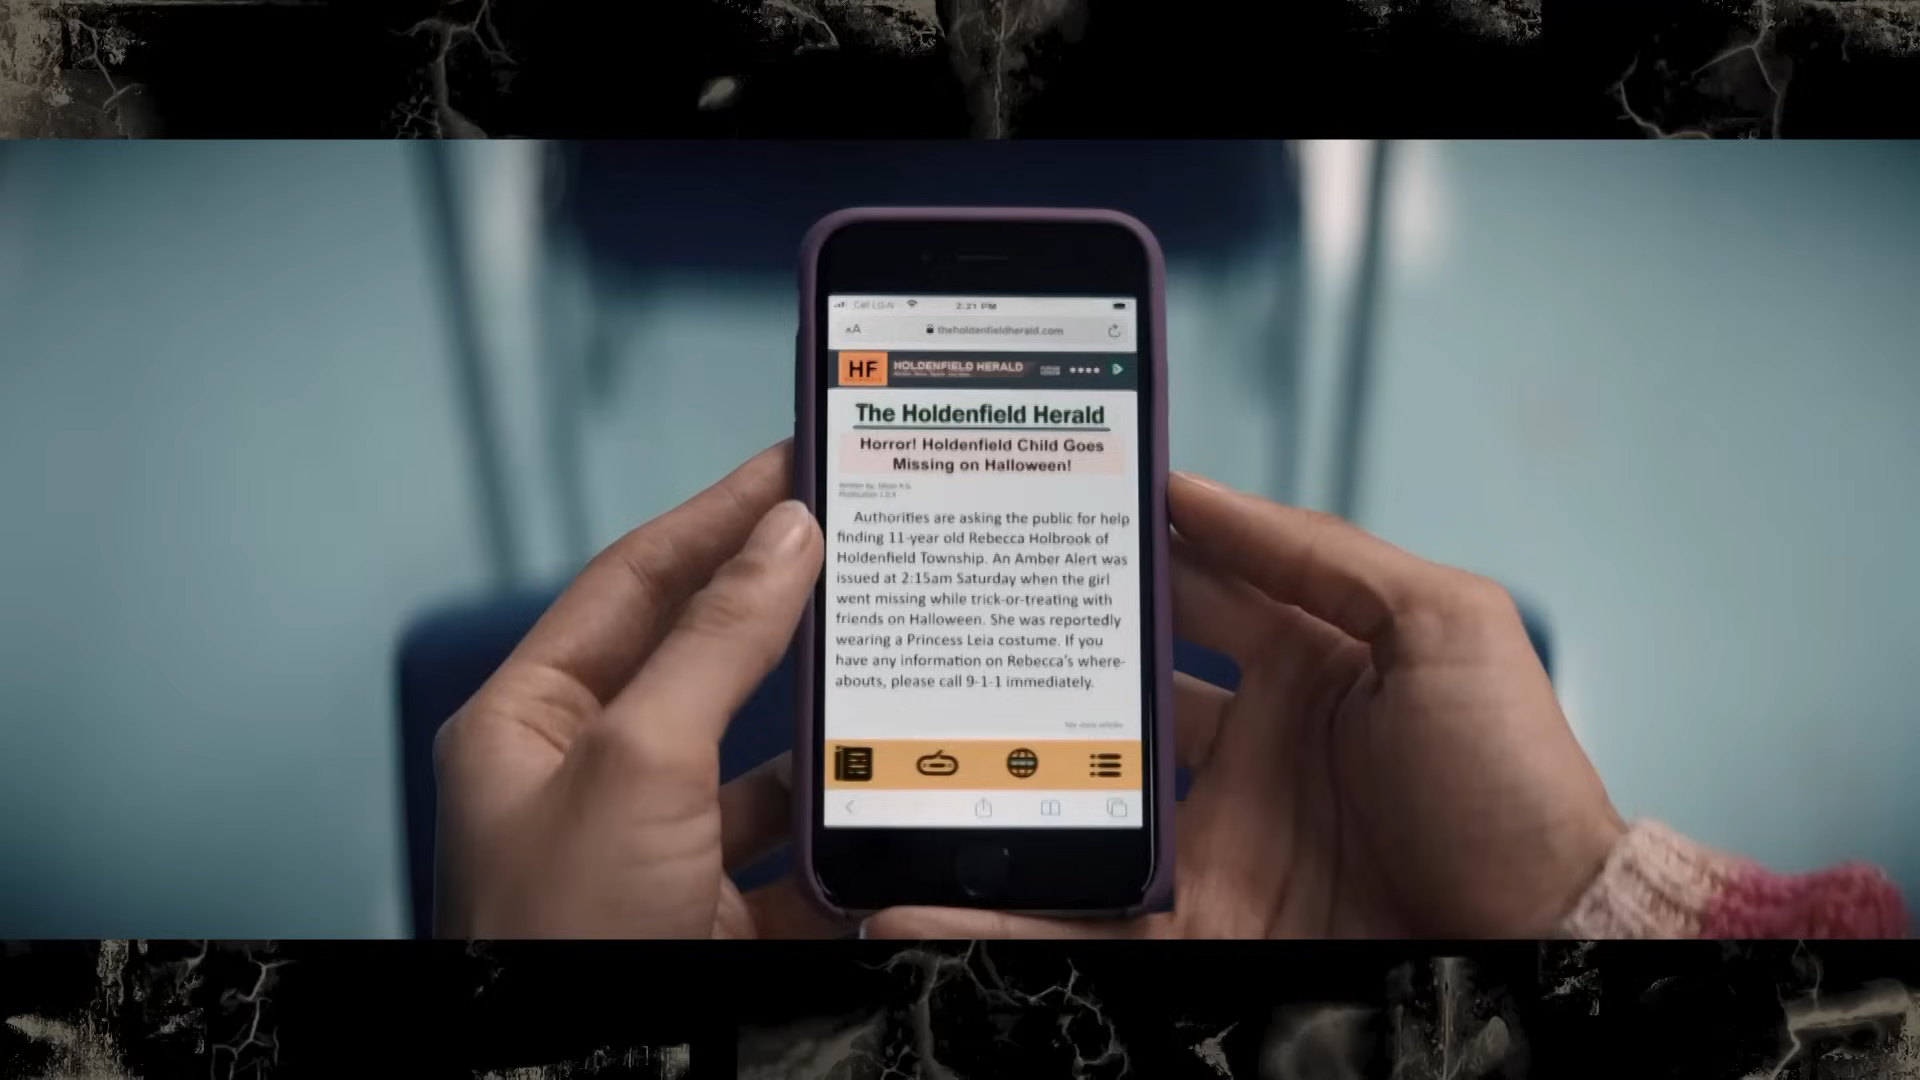 2:21 PM
AA
theholdenfieldherald.com
HF
HOLDENFIELD HERALD
The Holdenfield Herald
Horror! Holdenfield Child Goes
Missing on Halloween!
Authorities are asking the public for help
finding 11-year old Rebecca Holbrook of
Holdenfield Township. An Amber Alert was
issued at 2:15am Saturday when the girl
went missing while trick-or-treating with
friends on Halloween. She was reportedly
wearing a Princess Leia costume. If you
have any information on Rebecca's where-
abouts, please call 9-1-1 immediately.